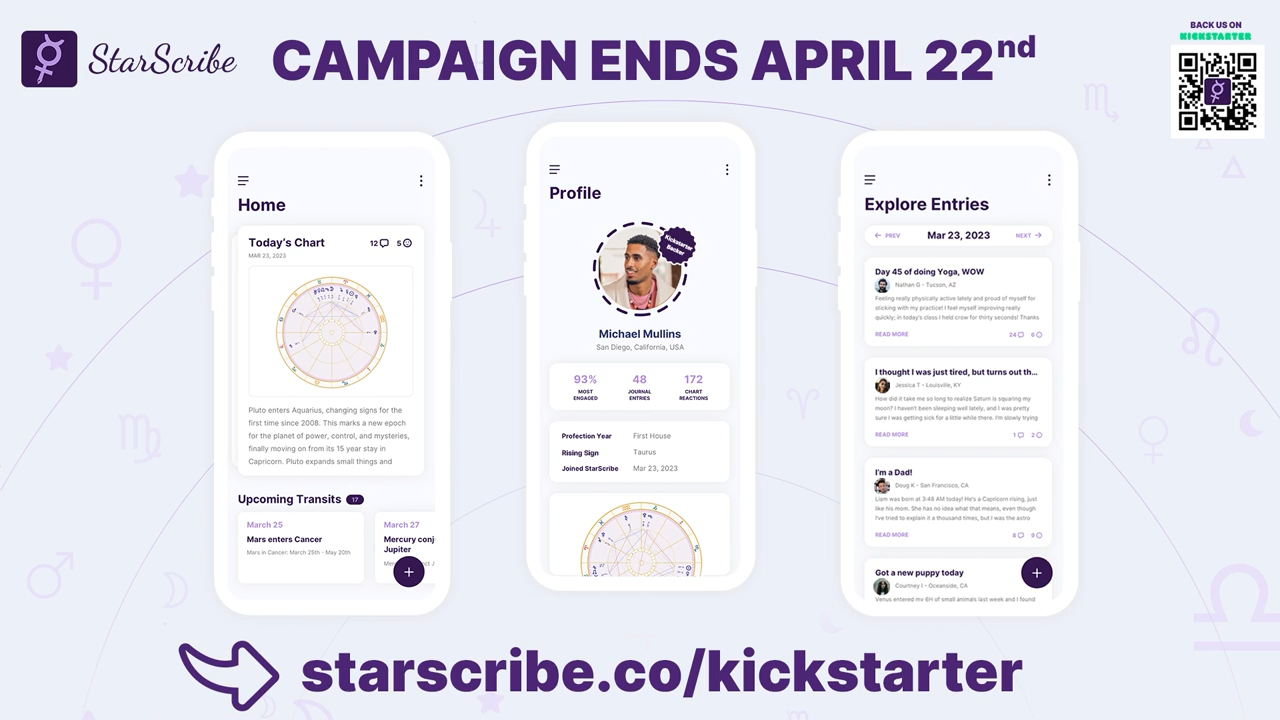 StarScribe
CAMPAIGN ENDS APRIL 22nd
BACK US ON
KICKSTARTER
Home
Today's Chart
12
5
MAR 23, 2023
Pluto enters Aquarius, changing signs for the
first time since 2008. This marks a new epoch
for the planet of power, control, and mysteries,
finally moving on from its 15 year stay in
Capricorn. Pluto expands small things and
Upcoming Transits 17
March 25
Mars enters Cancer
Mars in Cancer: March 25th - May 20th
March 27
Mercury conj
Jupiter
Profile
Kickstarter
Backer
Michael Mullins
San Diego, California, USA
93%
MOST
ENGAGED
48
JOURNAL
ENTRIES
172
CHART
REACTIONS
Profection Year First House
Rising Sign Taurus
Joined StarScribe Mar 23, 2023
Explore Entries
PREV Mar 23, 2023 NEXT
Day 45 of doing Yoga, WOW
Nathan G - Tucson, AZ
Feeling really physically active lately and proud of myself for
sticking with my practice! I feel myself improving really
quickly; in today's class I held crow for thirty seconds! Thanks
READ MORE 24 6
I thought I was just tired, but turns out th...
Jessica T - Louisville, KY
How did it take me so long to realize Saturn is squaring my
moon? I haven't been sleeping well lately, and I was pretty
sure I was getting sick for a little while there. I'm slowly trying
READ MORE 1 2
I'm a Dad!
Doug K - San Francisco, CA
Liam was born at 3:48 AM today! He's a Capricorn rising, just
like his mom. She has no idea what that means, even though
I've tried to explain it a thousand times, but I was the astro
READ MORE 8 9
Got a new puppy today
Courtney I - Oceanside, CA
Venus entered my 6H of small animals last week and I found
starscribe.co/kickstarter